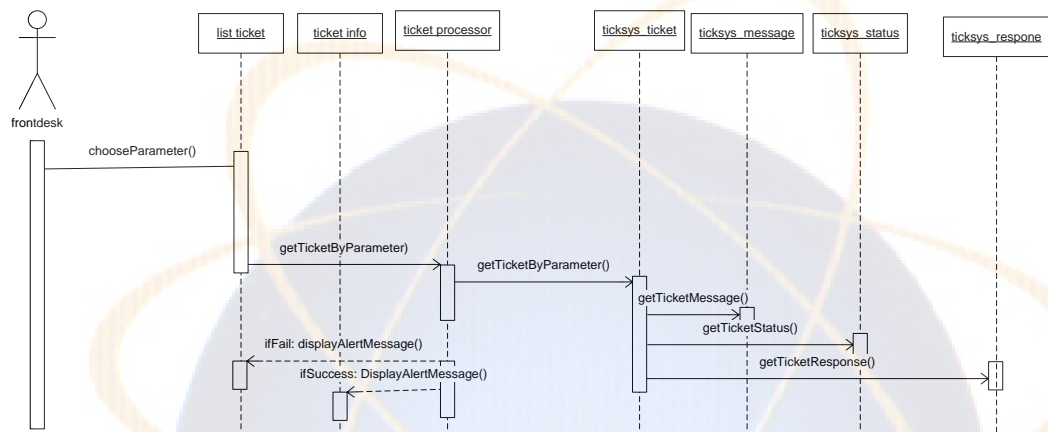 list ticket
ticket info
ticket processor
ticksys_ticket
ticksys_message
ticksys_status
ticksys_respone
frontdesk
chooseParameter()
getTicketByParameter)
getTicketByParameter()
getTicketMessage()
getTicketStatus()
ifFail: displayAlertMessage()
getTicketResponse()
ifSuccess: DisplayAlertMessage()